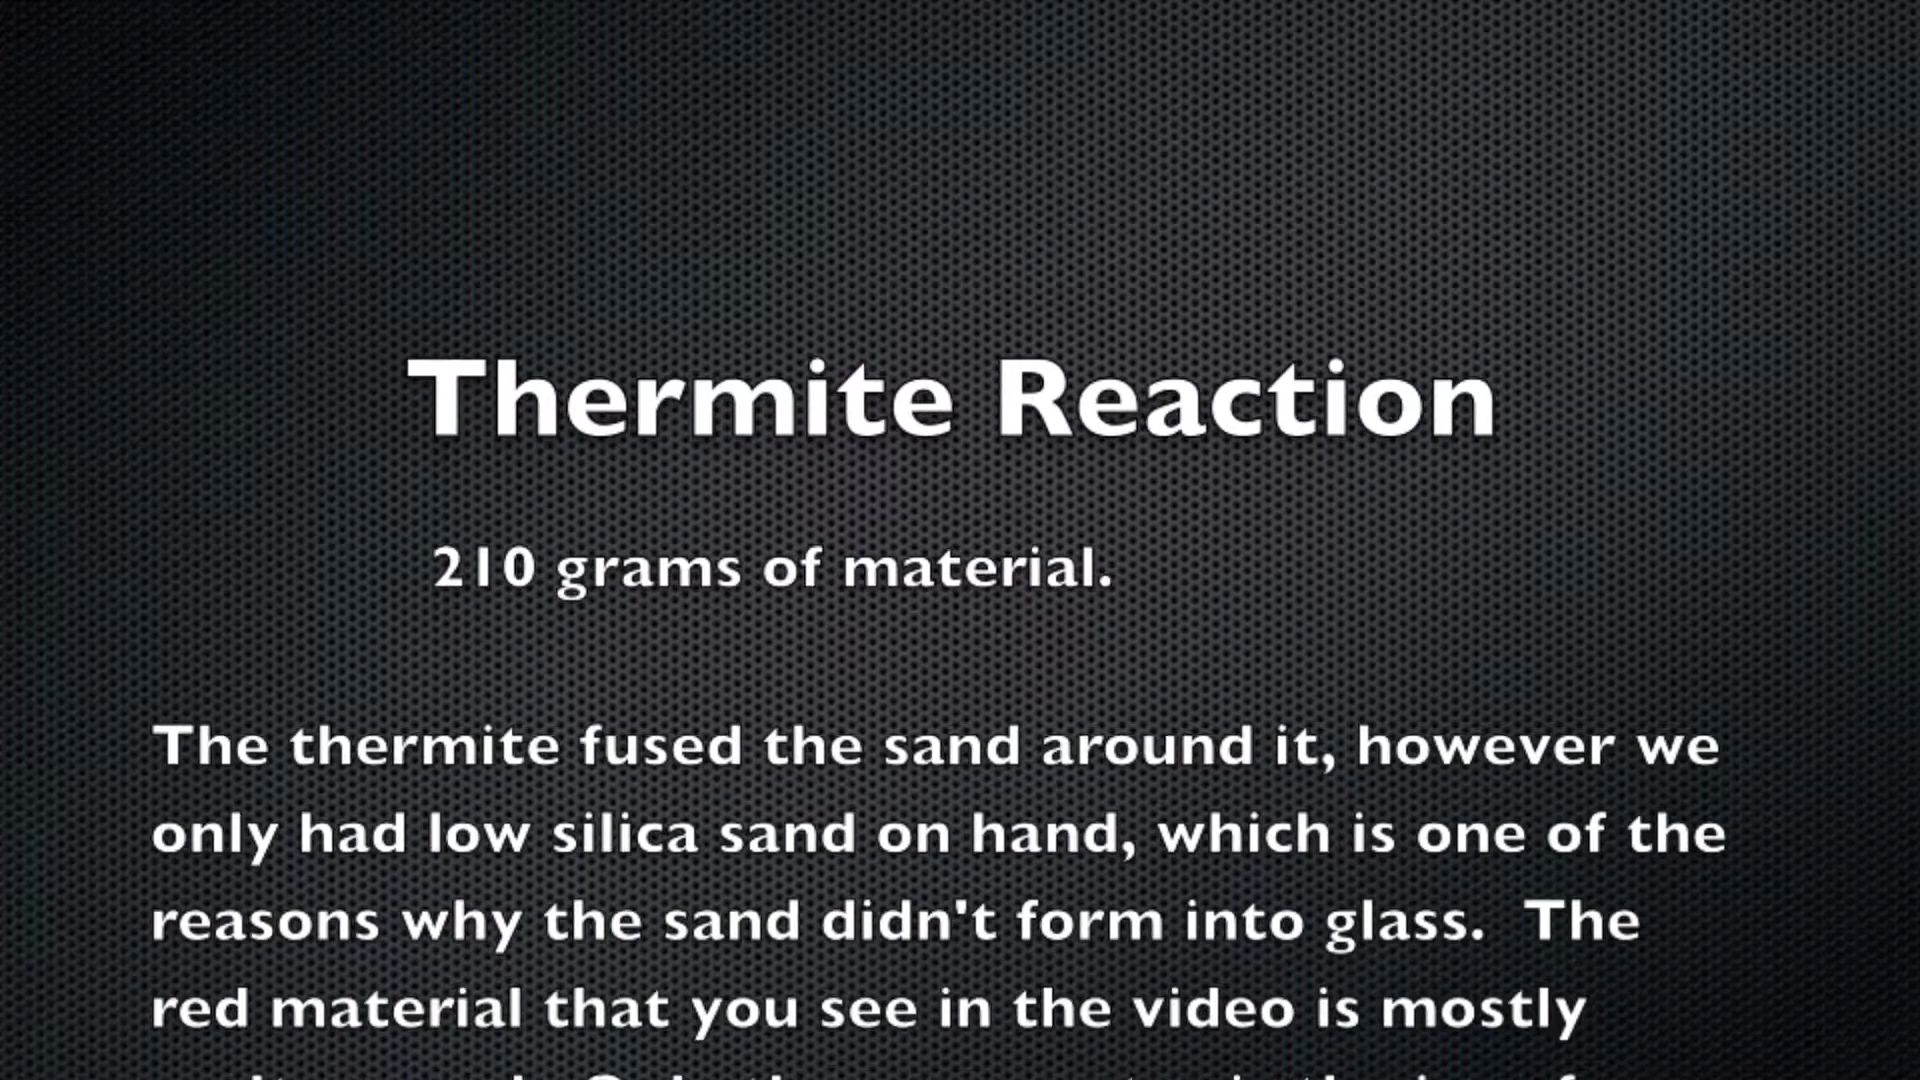 Thermite Reaction
210 grams of material.
The thermite fused the sand around it, however we
only had low silica sand on hand, which is one of the
reasons why the sand didn't form into glass.  The
red material that you see in the video is mostly